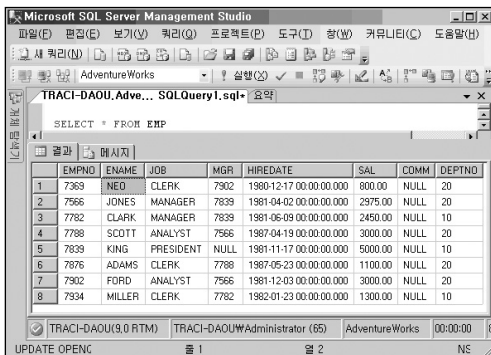 Microsoft SQL Server Management Studio
파일(F) 편집(E) 보기(V) 쿼리(Q) 프로젝트(P) 도구(T) 창(W) 커뮤니티(C) 도움말(H)
새 쿼리(N)
AdventureWorks 실행(X)
TRACI-DAOU.Adve... SQLQuery1.sql* 요약
개체 탐색기
SELECT * FROM EMP
결과 메시지
EMPNO ENAME JOB MGR HIREDATE SAL COMM DEPTNO
1 7369 NEO CLERK 7902 1980-12-17 00:00:00.000 800.00 NULL 20
2 7566 JONES MANAGER 7839 1981-04-02 00:00:00.000 2975.00 NULL 20
3 7782 CLARK MANAGER 7839 1981-06-09 00:00:00.000 2450.00 NULL 10
4 7788 SCOTT ANALYST 7566 1987-04-19 00:00:00.000 3000.00 NULL 20
5 7839 KING PRESIDENT NULL 1981-11-17 00:00:00.000 5000.00 NULL 10
6 7876 ADAMS CLERK 7788 1987-05-23 00:00:00.000 1100.00 NULL 20
7 7902 FORD ANALYST 7566 1981-12-03 00:00:00.000 3000.00 NULL 20
8 7934 MILLER CLERK 7782 1982-01-23 00:00:00.000 1300.00 NULL 10
TRACI-DAOU(9,0 RTM) TRACI-DAOU₩Administrator (65) AdventureWorks 00:00:00
UPDATE OPENC 줄 1 열 2 NS